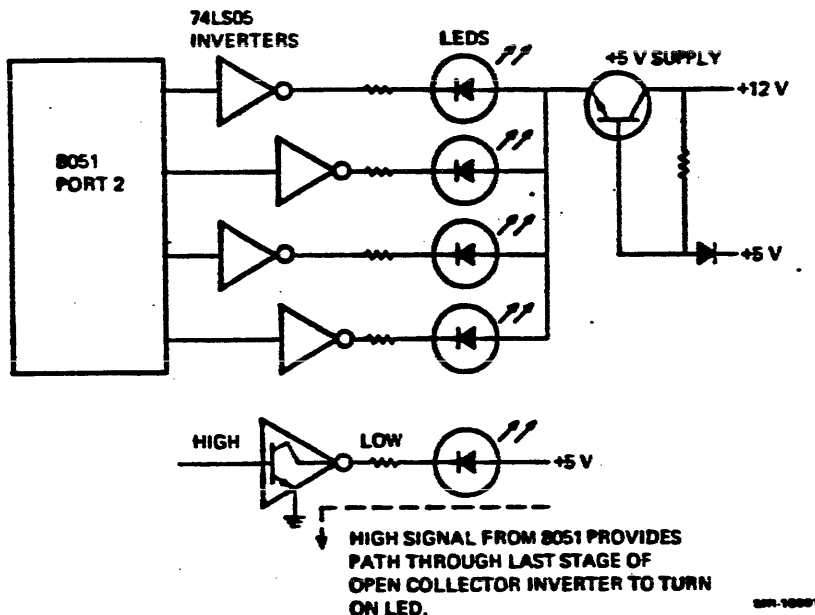 74LS05
INVERTERS
LEDS
+5 V SUPPLY
+12 V
8051
PORT 2
+5 V
HIGH
LOW
+5 V
HIGH SIGNAL FROM 8051 PROVIDES
PATH THROUGH LAST STAGE OF
OPEN COLLECTOR INVERTER TO TURN
ON LED.